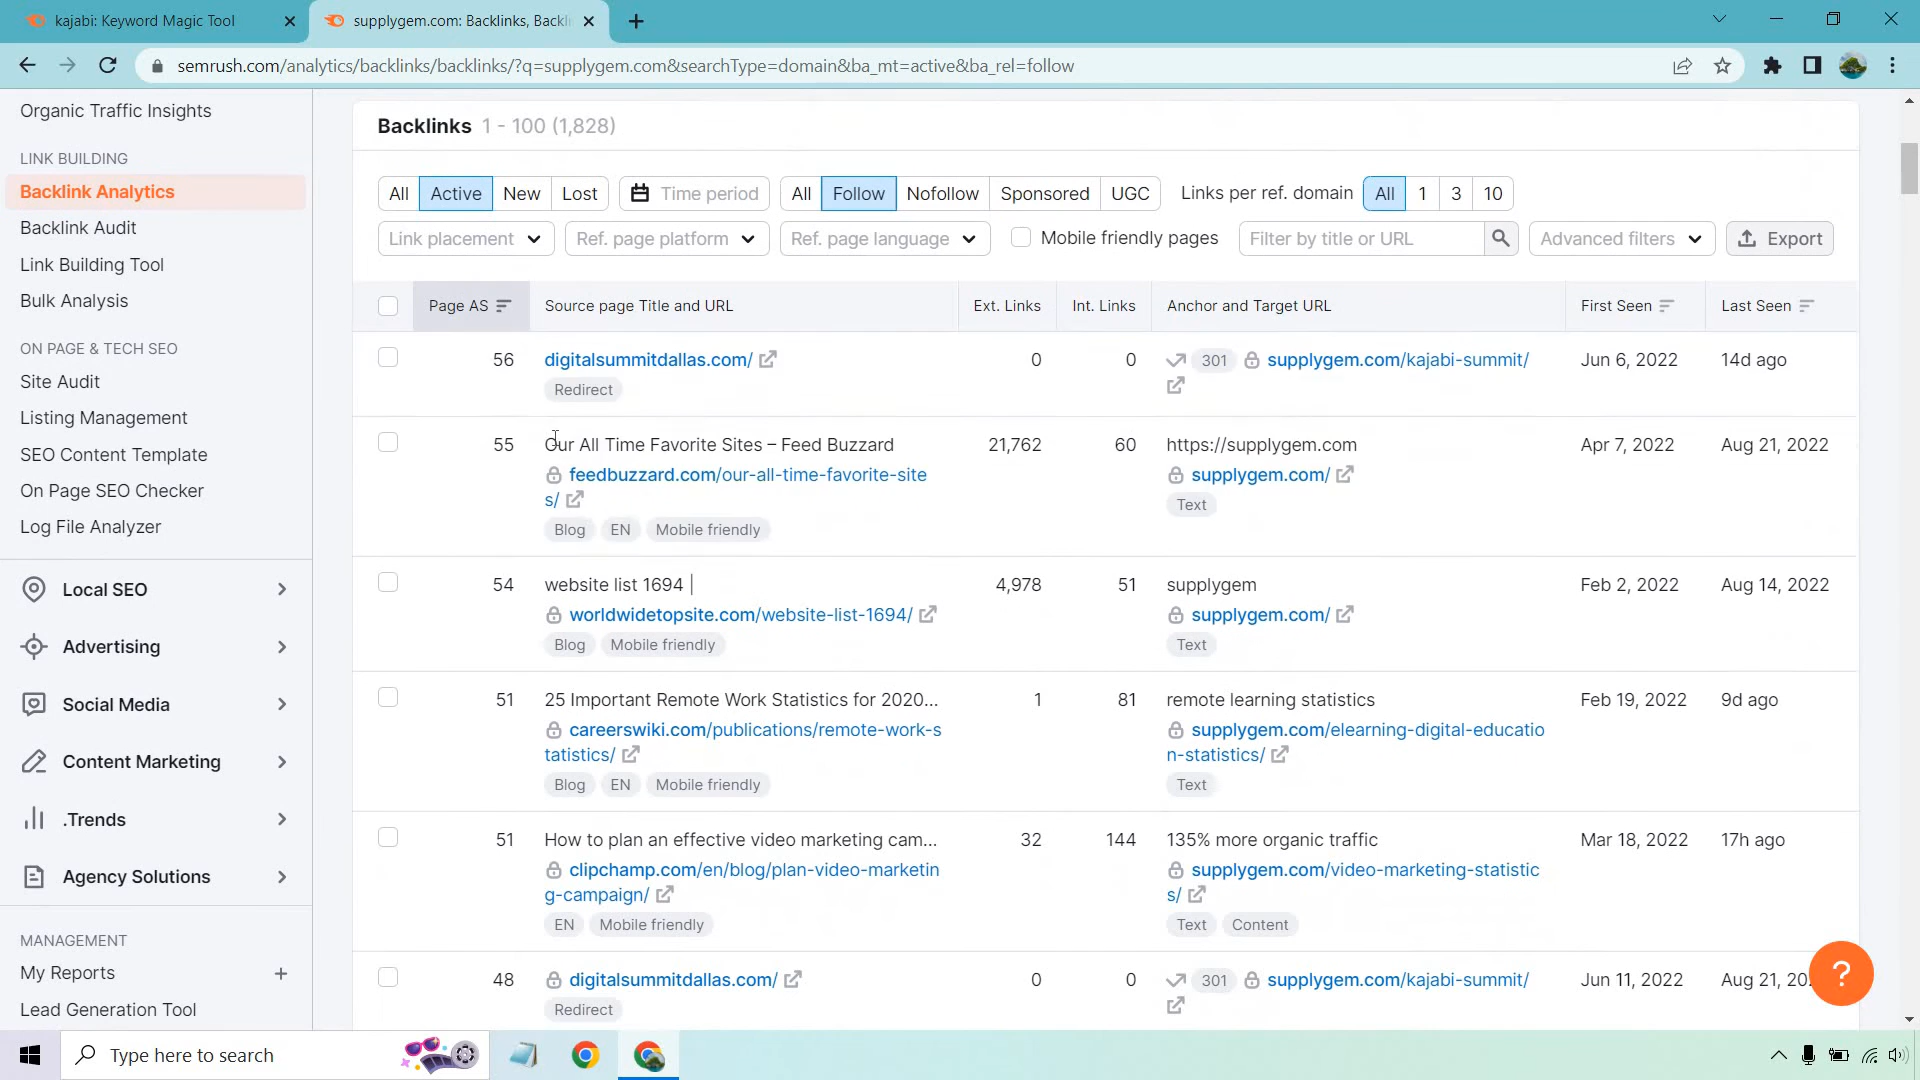 kajabi: Keyword Magic Tool
supplygem.com: Backlinks, Backli
semrush.com/analytics/backlinks/backlinks/?q=supplygem.com&searchType=domain&ba_mt=active&ba_rel=follow
Organic Traffic Insights
LINK BUILDING
Backlink Analytics
Backlink Audit
Link Building Tool
Bulk Analysis
ON PAGE & TECH SEO
Site Audit
Listing Management
SEO Content Template
On Page SEO Checker
Log File Analyzer
Local SEO
Advertising
Social Media
Content Marketing
.Trends
Agency Solutions
MANAGEMENT
My Reports +
Lead Generation Tool
Backlinks 1 - 100 (1,828)
All Active New Lost Time period All Follow Nofollow Sponsored UGC Links per ref. domain All 1 3 10
Link placement Ref. page platform Ref. page language Mobile friendly pages Filter by title or URL Advanced filters Export
Page AS Source page Title and URL Ext. Links Int. Links Anchor and Target URL First Seen Last Seen
56 digitalsummitdallas.com/ 0 0 301 supplygem.com/kajabi-summit/ Jun 6, 2022 14d ago
Redirect
55 Our All Time Favorite Sites – Feed Buzzard 21,762 60 https://supplygem.com Apr 7, 2022 Aug 21, 2022
feedbuzzard.com/our-all-time-favorite-site supplygem.com/
s/
Text
Blog EN Mobile friendly
54 website list 1694 | 4,978 51 supplygem Feb 2, 2022 Aug 14, 2022
worldwidetopsite.com/website-list-1694/ supplygem.com/
Blog Mobile friendly Text
51 25 Important Remote Work Statistics for 2020... 1 81 remote learning statistics Feb 19, 2022 9d ago
careerswiki.com/publications/remote-work-s supplygem.com/elearning-digital-educatio
tatistics/ n-statistics/
Blog EN Mobile friendly Text
51 How to plan an effective video marketing cam... 32 144 135% more organic traffic Mar 18, 2022 17h ago
clipchamp.com/en/blog/plan-video-marketin supplygem.com/video-marketing-statistic
g-campaign/ s/
EN Mobile friendly Text Content
48 digitalsummitdallas.com/ 0 0 301 supplygem.com/kajabi-summit/ Jun 11, 2022 Aug 21, 20
Redirect
?
Type here to search